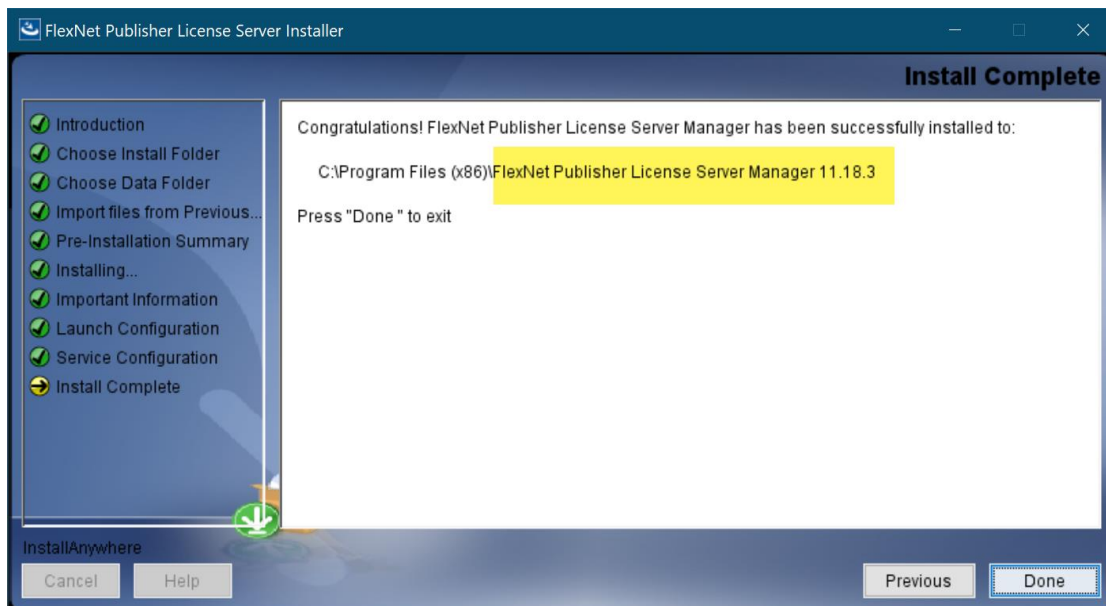 FlexNet Publisher License Server Installer
Install Complete
Introduction
Choose Install Folder
Choose Data Folder
Import files from Previous...
Pre-Installation Summary
Installing...
Important Information
Launch Configuration
Service Configuration
Install Complete
Congratulations! FlexNet Publisher License Server Manager has been successfully installed to:
C:\Program Files (x86)\FlexNet Publisher License Server Manager 11.18.3
Press "Done " to exit
InstallAnywhere
Cancel Help Previous Done